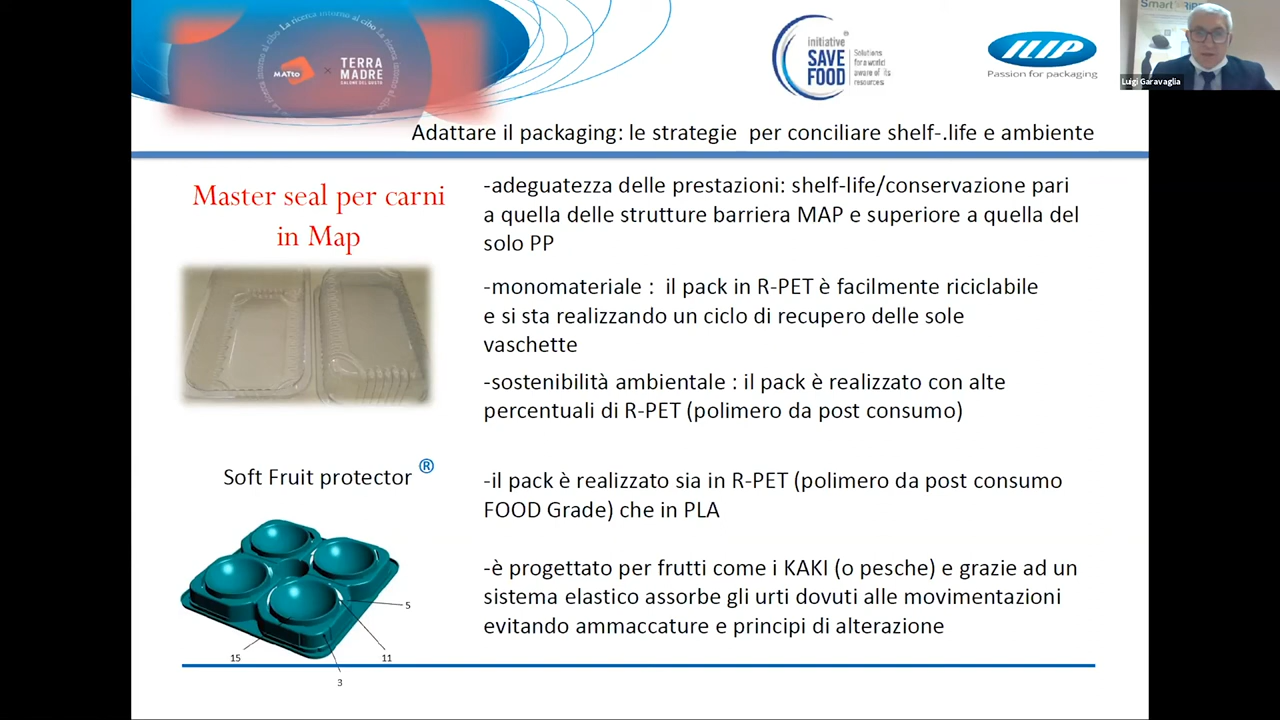 La ricerca intorno al cibo
MATto
×
TERRA
MADRE
SALONE DEL GUSTO
initiative
SAVE
FOOD
®
Solutions
for a world
aware of its
resources
ILIP
Passion for packaging
Smart
Luigi Garavaglia
Adattare il packaging: le strategie per conciliare shelf-.life e ambiente
Master seal per carni
in Map
-adeguatezza delle prestazioni: shelf-life/conservazione pari
a quella delle strutture barriera MAP e superiore a quella del
solo PP
-monomateriale : il pack in R-PET è facilmente riciclabile
e si sta realizzando un ciclo di recupero delle sole
vaschette
-sostenibilità ambientale : il pack è realizzato con alte
percentuali di R-PET (polimero da post consumo)
Soft Fruit protector ®
-il pack è realizzato sia in R-PET (polimero da post consumo
FOOD Grade) che in PLA
-è progettato per frutti come i KAKI (o pesche) e grazie ad un
sistema elastico assorbe gli urti dovuti alle movimentazioni
evitando ammaccature e principi di alterazione
5
15
11
3